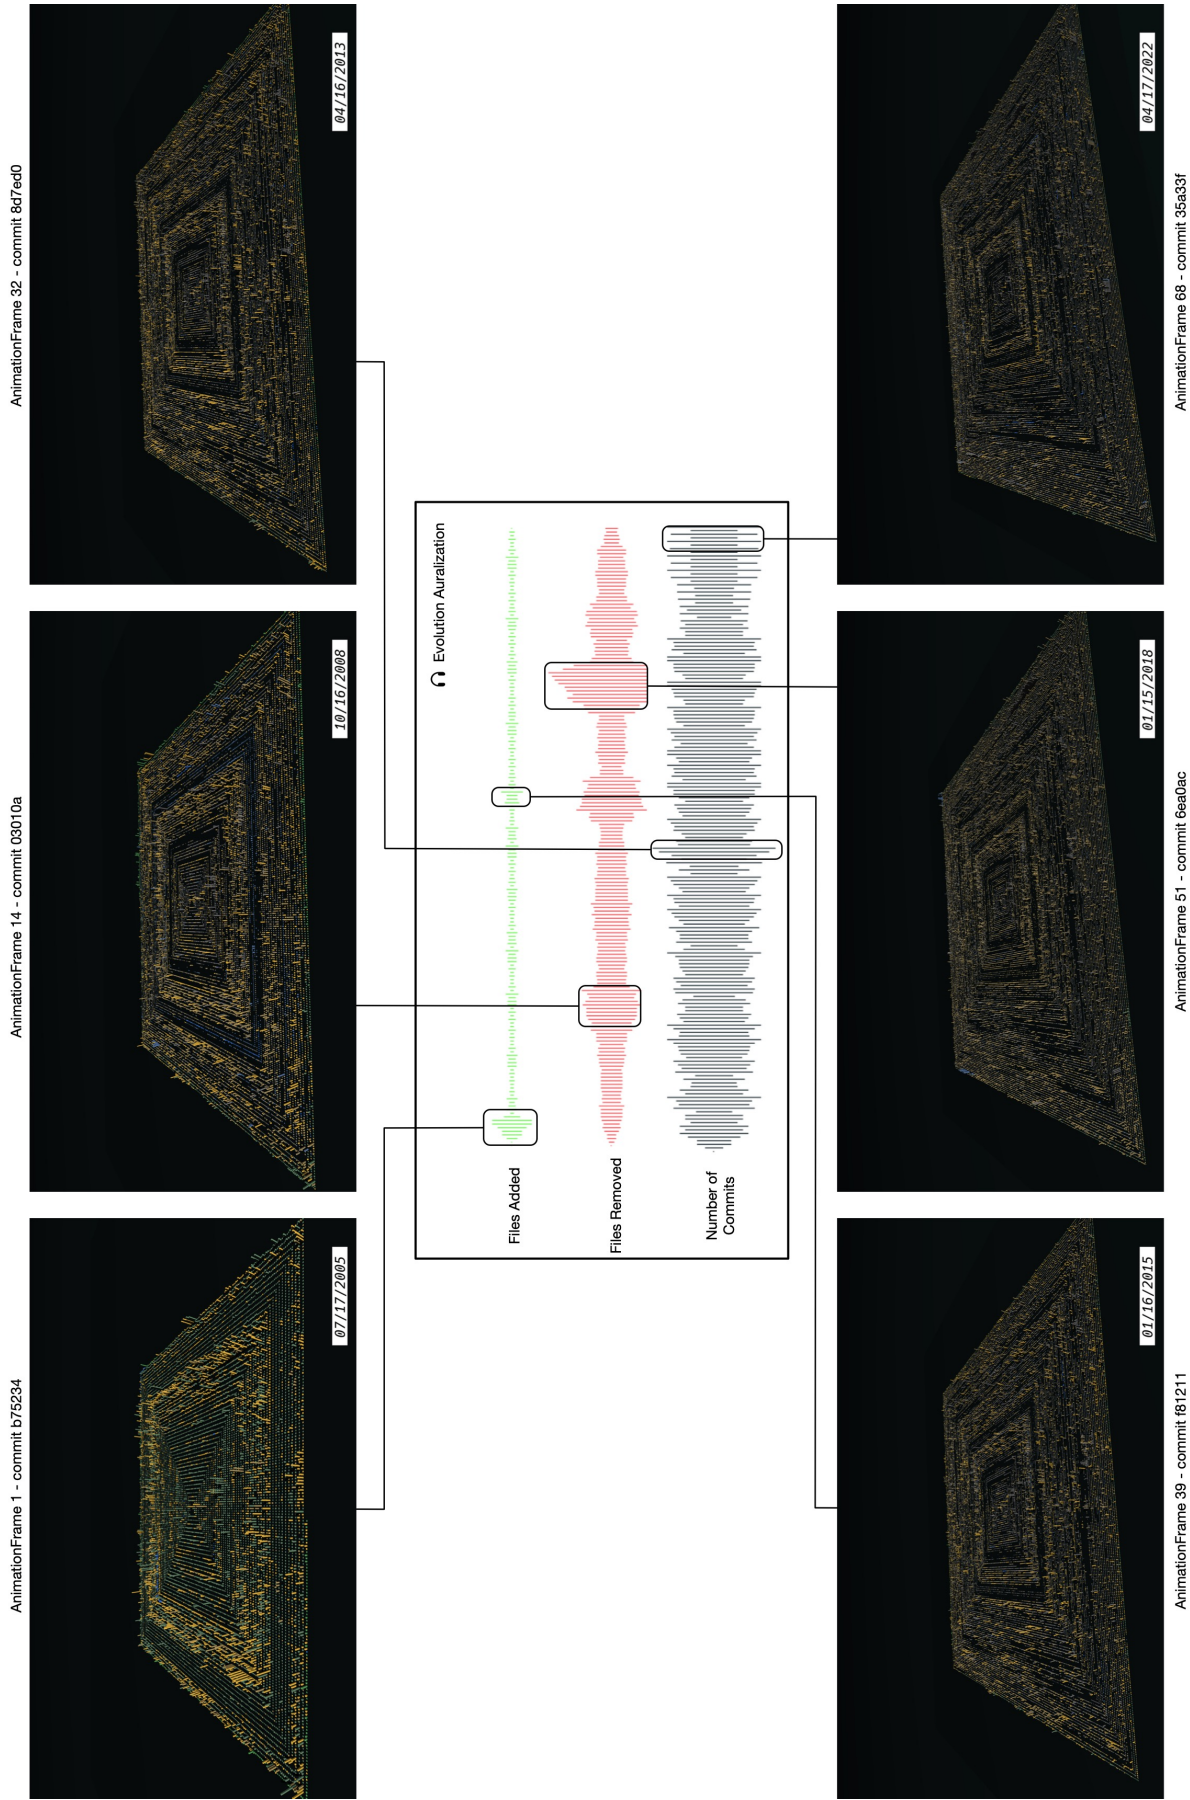 AnimationFrame 1 - commit b75234
AnimationFrame 14 - commit 03010a
AnimationFrame 32 - commit 8d7ed0
07/17/2005
10/16/2008
04/16/2013
Evolution Auralization
Files Added
Files Removed
Number of
Commits
01/16/2015
01/15/2018
04/17/2022
AnimationFrame 39 - commit f81211
AnimationFrame 51 - commit 6ea0ac
AnimationFrame 68 - commit 35a33f